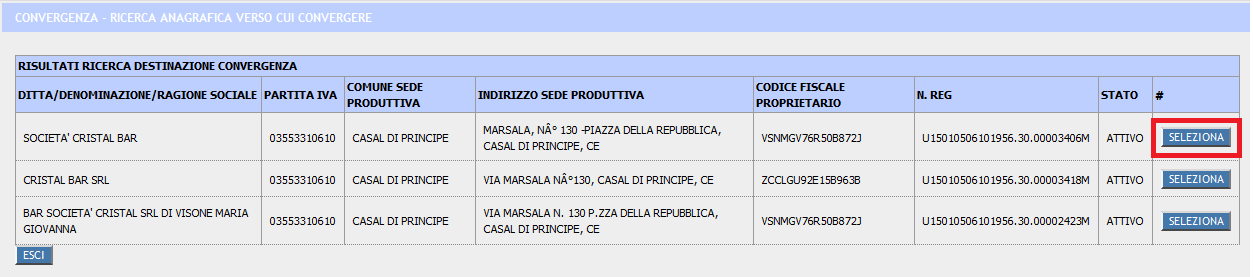 CONVERGENZA - RICERCA ANAGRAFICA VERSO CUI CONVERGERE
RISULTATI RICERCA DESTINAZIONE CONVERGENZA
DITTA/DENOMINAZIONE/RAGIONE SOCIALE PARTITA IVA COMUNE SEDE PRODUTTIVA INDIRIZZO SEDE PRODUTTIVA CODICE FISCALE PROPRIETARIO N. REG STATO #
SOCIETA' CRISTAL BAR 03553310610 CASAL DI PRINCIPE MARSALA, NÂ° 130 -PIAZZA DELLA REPUBBLICA, CASAL DI PRINCIPE, CE VSNMGV76R50B872J U15010506101956.30.00003406M ATTIVO SELEZIONA
CRISTAL BAR SRL 03553310610 CASAL DI PRINCIPE VIA MARSALA NÂ°130, CASAL DI PRINCIPE, CE ZCCLGU92E15B963B U15010506101956.30.00003418M ATTIVO SELEZIONA
BAR SOCIETA' CRISTAL SRL DI VISONE MARIA GIOVANNA 03553310610 CASAL DI PRINCIPE VIA MARSALA N. 130 P.ZZA DELLA REPUBBLICA, CASAL DI PRINCIPE, CE VSNMGV76R50B872J U15010506101956.30.00002423M ATTIVO SELEZIONA
ESCI